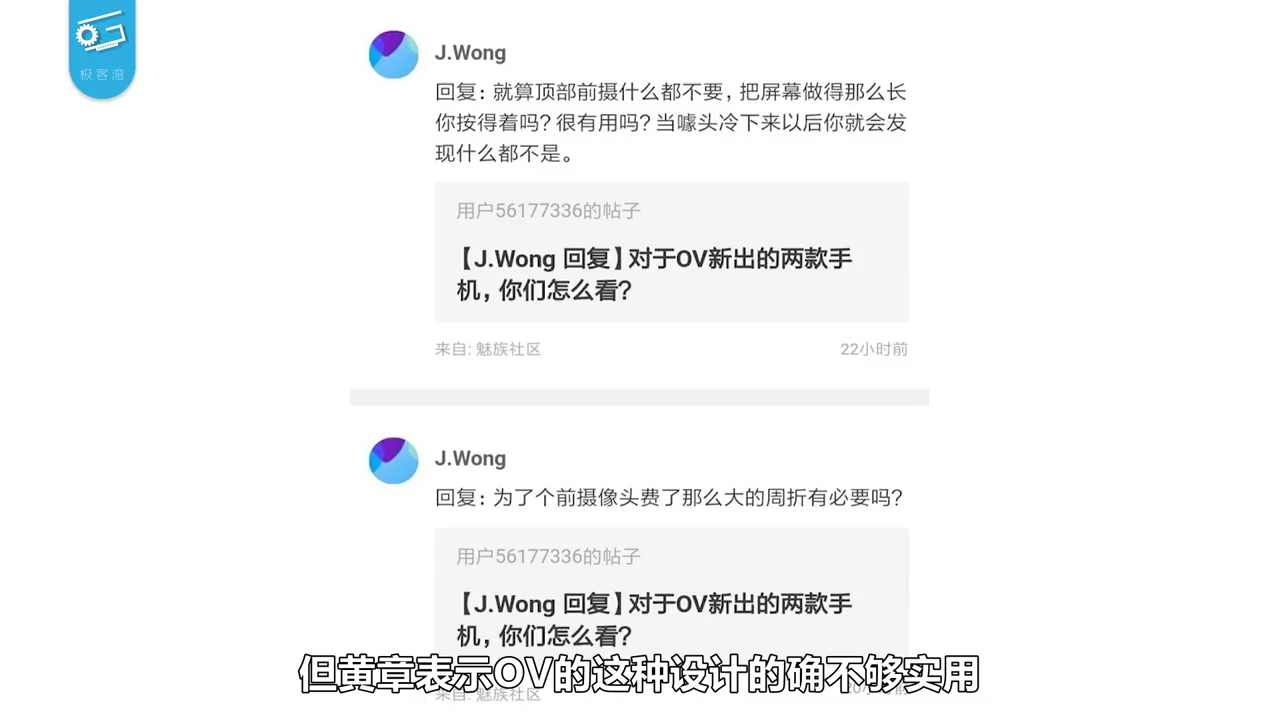 极客湾
J.Wong
回复：就算顶部前摄什么都不要，把屏幕做得那么长
你按得着吗？很有用吗？当噱头冷下来以后你就会发
现什么都不是。
用户56177336的帖子
【J.Wong 回复】对于OV新出的两款手
机，你们怎么看？
来自: 魅族社区
22小时前
J.Wong
回复：为了个前摄像头费了那么大的周折有必要吗？
用户56177336的帖子
【J.Wong 回复】对于OV新出的两款手
机，你们怎么看？
但黄章表示OV的这种设计的确不够实用
来自: 魅族社区